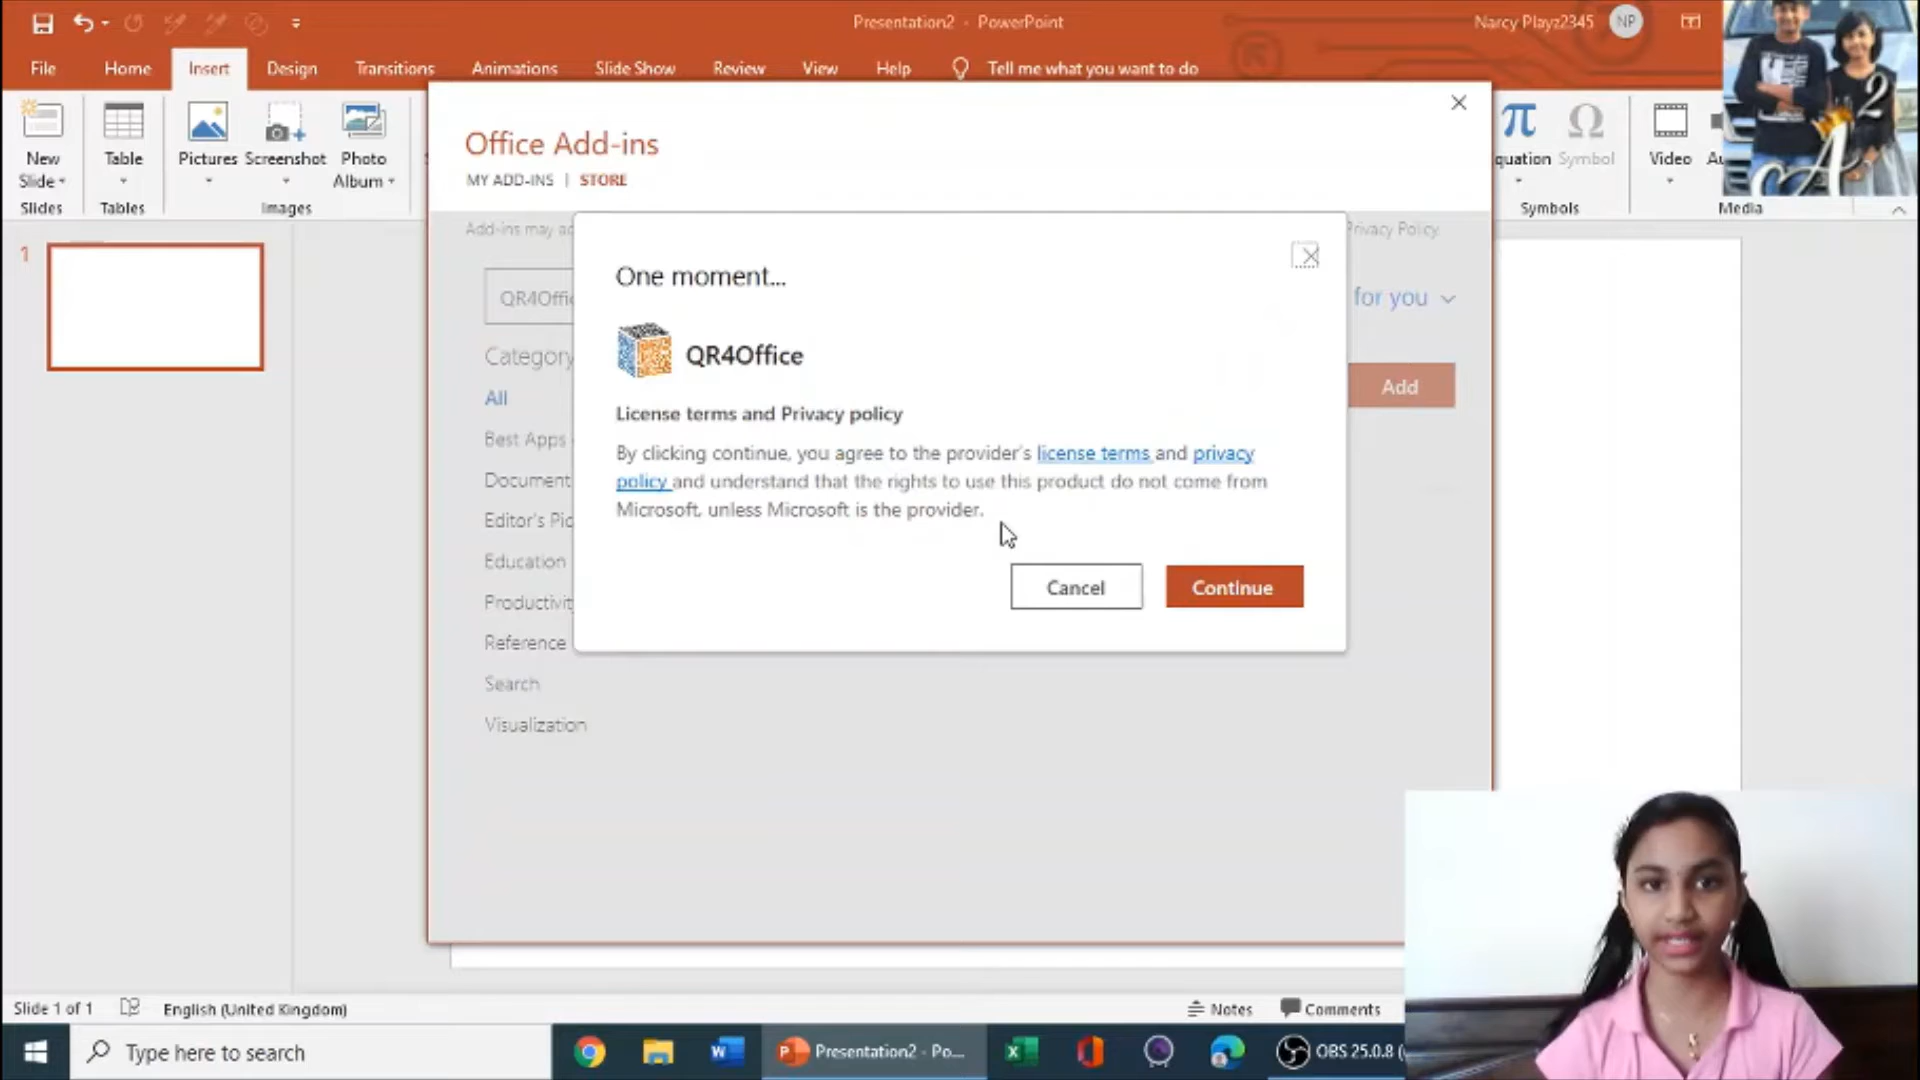 Presentation2 - PowerPoint
Narcy Playz2345
NP
File
Home
Insert
Design
Transitions
Animations
Slide Show
Review
View
Help
Tell me what you want to do
New
Slide
Table
Pictures
Screenshot
Photo
Album
quation
Symbol
Video
Au
Slides
Tables
Images
Symbols
Media
A2
Office Add-ins
MY ADD-INS | STORE
Add-ins may ac
Privacy Policy
QR4Offic
for you
Category
All
Best Apps
Document
Editor's Pic
Education
Productivit
Reference
Search
Visualization
Add
One moment...
QR4Office
License terms and Privacy policy
By clicking continue, you agree to the provider's license terms and privacy
policy and understand that the rights to use this product do not come from
Microsoft, unless Microsoft is the provider.
Cancel
Continue
1
Slide 1 of 1
English (United Kingdom)
Notes
Comments
Type here to search
Presentation2 - Po...
OBS 25.0.8 (